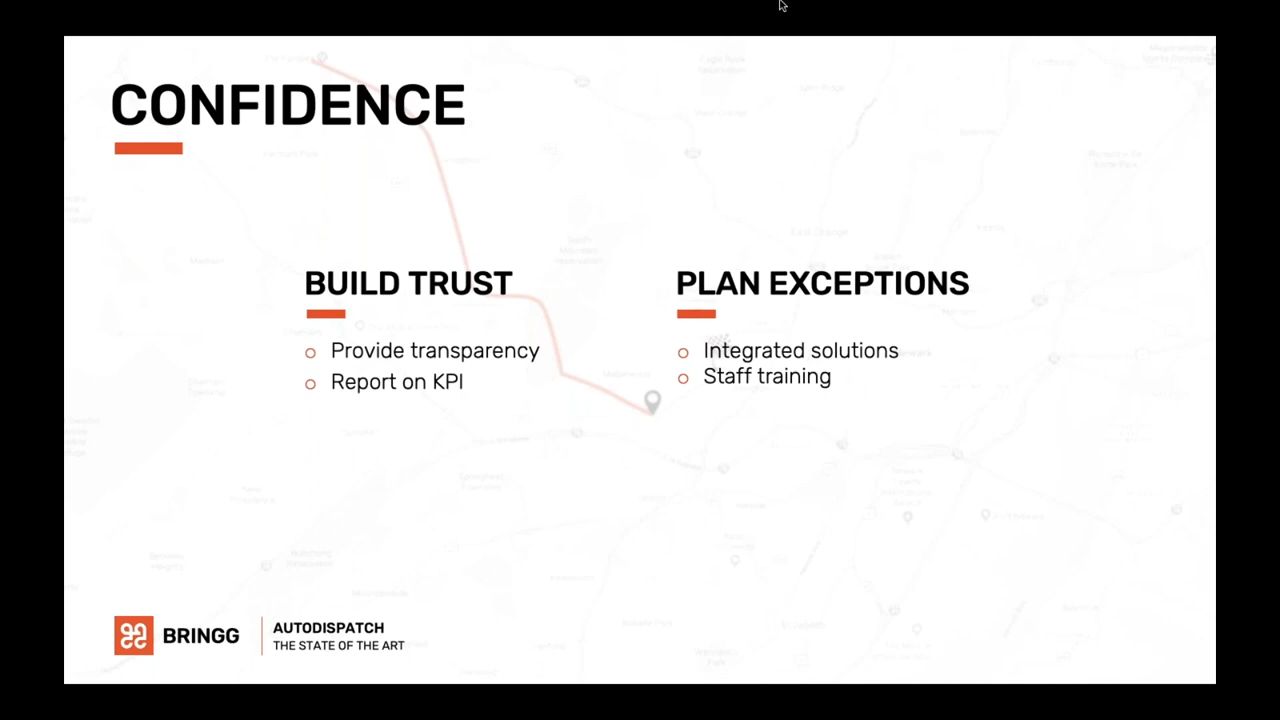 CONFIDENCE
BUILD TRUST
Provide transparency
Report on KPI
PLAN EXCEPTIONS
Integrated solutions
Staff training
BRINGG
AUTODISPATCH
THE STATE OF THE ART